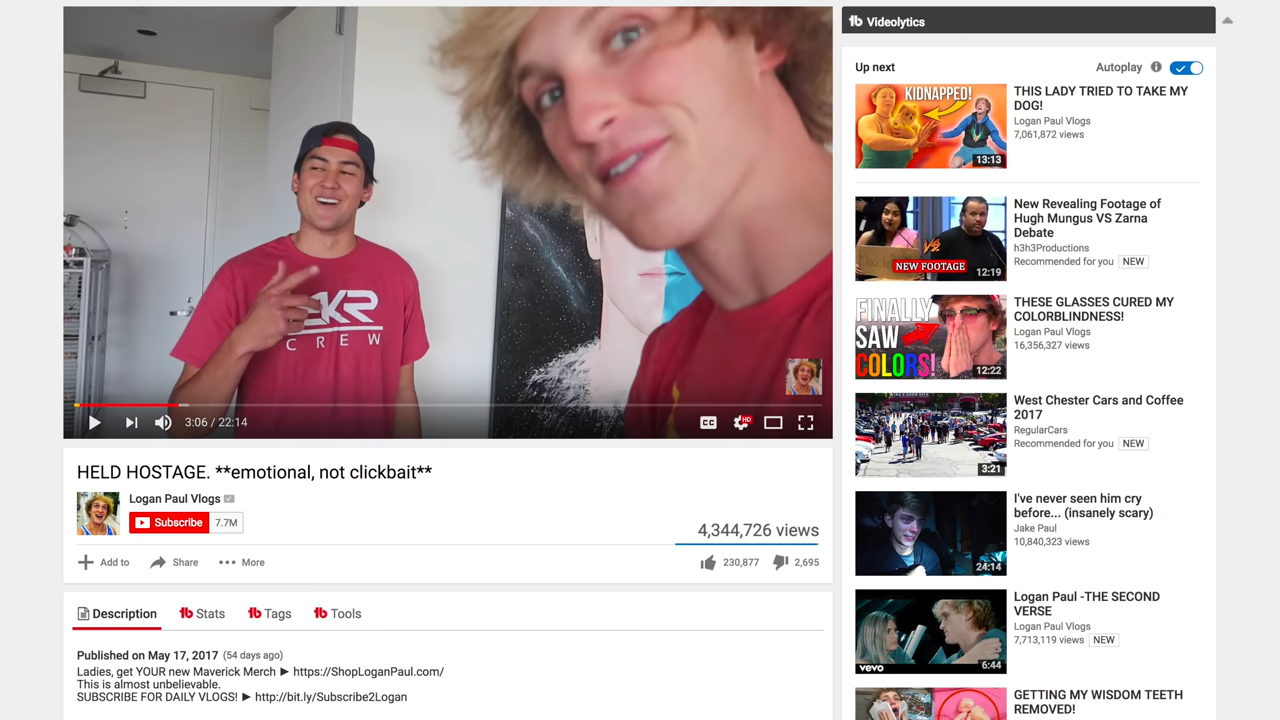 CREW
CC
HD
3:06 / 22:14
HELD HOSTAGE. **emotional, not clickbait**
Logan Paul Vlogs
Subscribe 7.7M
4,344,726 views
Add to Share More 230,877 2,695
Description tb Stats tb Tags tb Tools
Published on May 17, 2017 (54 days ago)
Ladies, get YOUR new Maverick Merch ► https://ShopLoganPaul.com/
This is almost unbelievable.
SUBSCRIBE FOR DAILY VLOGS! ► http://bit.ly/Subscribe2Logan
tb Videolytics
Up next Autoplay
KIDNAPPED!
13:13
THIS LADY TRIED TO TAKE MY
DOG!
Logan Paul Vlogs
7,061,872 views
VS
NEW FOOTAGE
12:19
New Revealing Footage of
Hugh Mungus VS Zarna
Debate
h3h3Productions
Recommended for you NEW
FINALLY
SAW
COLORS!
12:22
THESE GLASSES CURED MY
COLORBLINDNESS!
Logan Paul Vlogs
16,356,327 views
3:21
West Chester Cars and Coffee
2017
RegularCars
Recommended for you NEW
24:14
I've never seen him cry
before... (insanely scary)
Jake Paul
10,840,323 views
vevo
6:44
Logan Paul -THE SECOND
VERSE
Logan Paul Vlogs
7,713,119 views NEW
GETTING MY WISDOM TEETH
REMOVED!